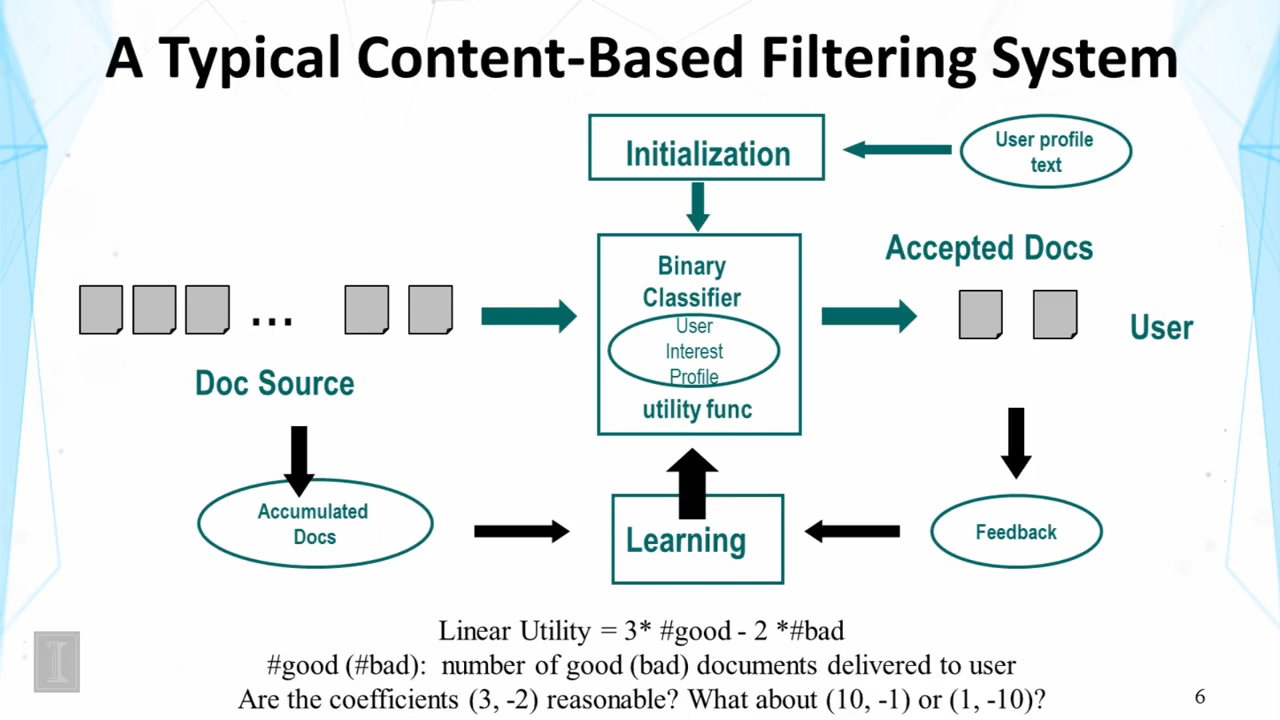 A Typical Content-Based Filtering System
Initialization
User profile
text
Accepted Docs
Binary
Classifier
User
Interest
Profile
utility func
...
User
Doc Source
Accumulated
Docs
Learning
Feedback
Linear Utility = 3* #good - 2 *#bad
#good (#bad): number of good (bad) documents delivered to user
Are the coefficients (3, -2) reasonable? What about (10, -1) or (1, -10)?
I
6